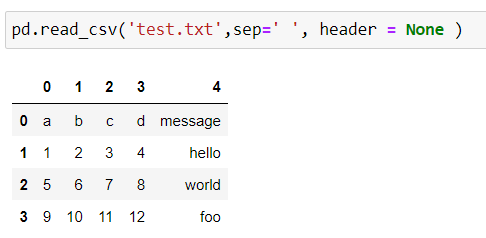 pd.read_csv('test.txt',sep=' ', header = None )
0 1 2 3 4
0 a b c d message
1 1 2 3 4 hello
2 5 6 7 8 world
3 9 10 11 12 foo